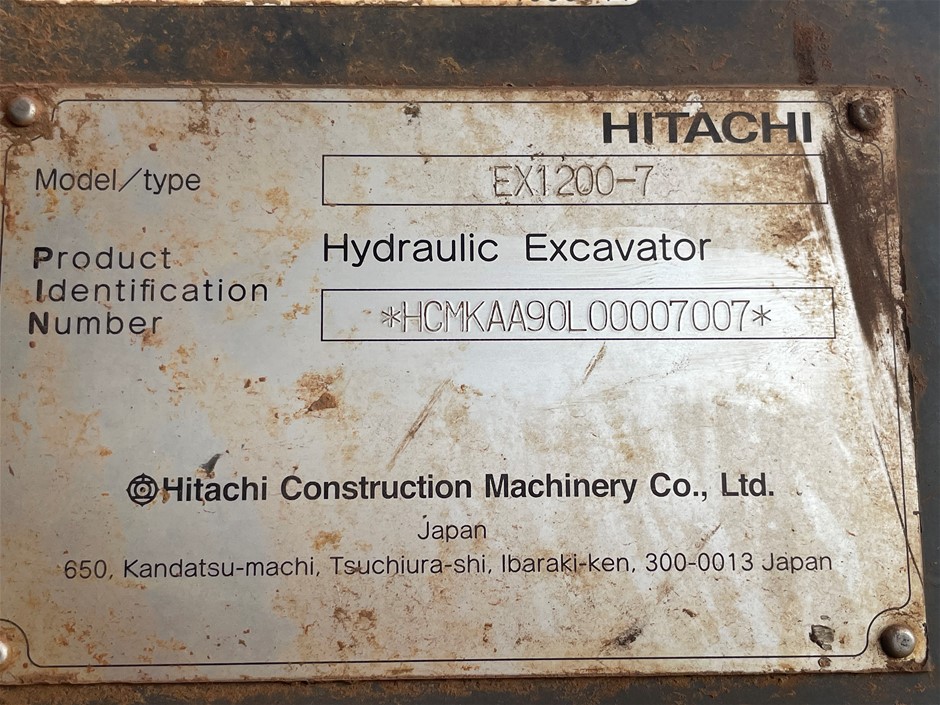 HITACHI
Model/type EX1200-7
Hydraulic Excavator
Product
Identification
Number
*HCMKAA90L00007007*
Hitachi Construction Machinery Co., Ltd.
Japan
650, Kandatsu-machi, Tsuchiura-shi, Ibaraki-ken, 300-0013 Japan